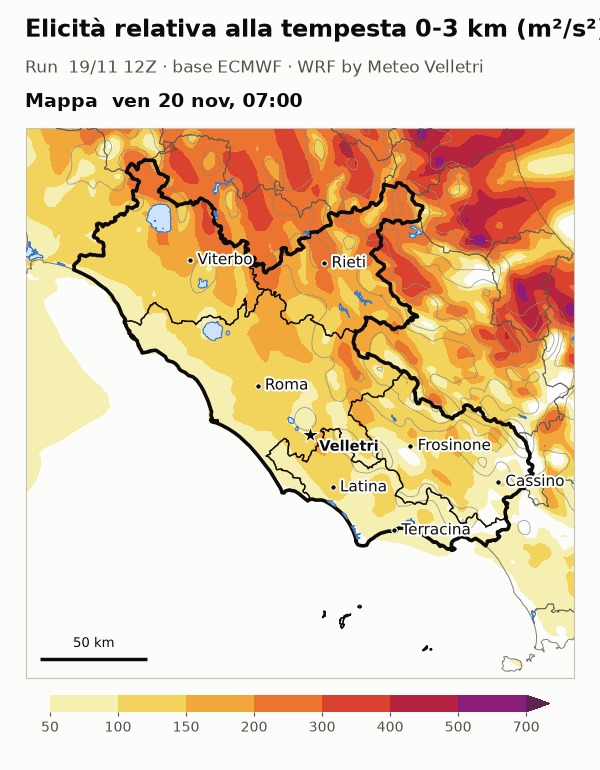 Elicità relativa alla tempesta 0-3 km (m²/s²)
Run  19/11 12Z · base ECMWF · WRF by Meteo Velletri
Mappa  ven 20 nov, 07:00
Viterbo
Rieti
Roma
Velletri
Frosinone
Latina
Cassino
Terracina
50 km
50 100 150 200 300 400 500 700